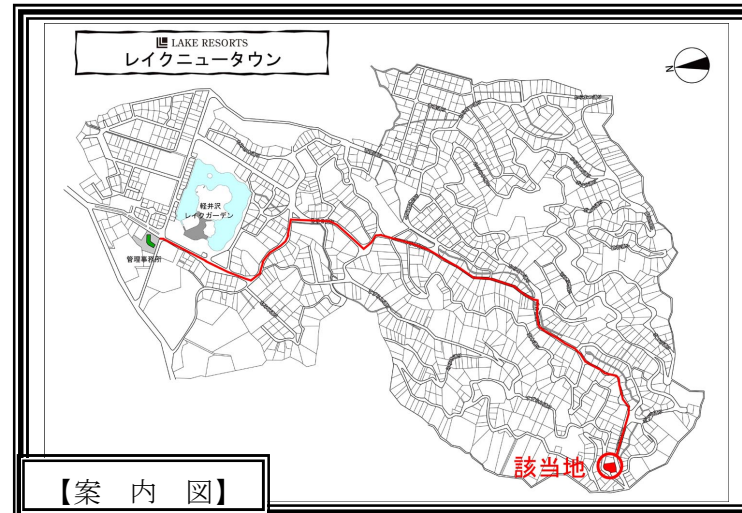 LAKE RESORTS
レイクニュータウン
N
軽井沢
レイクガーデン
管理事務所
該当地
【案 内 図】